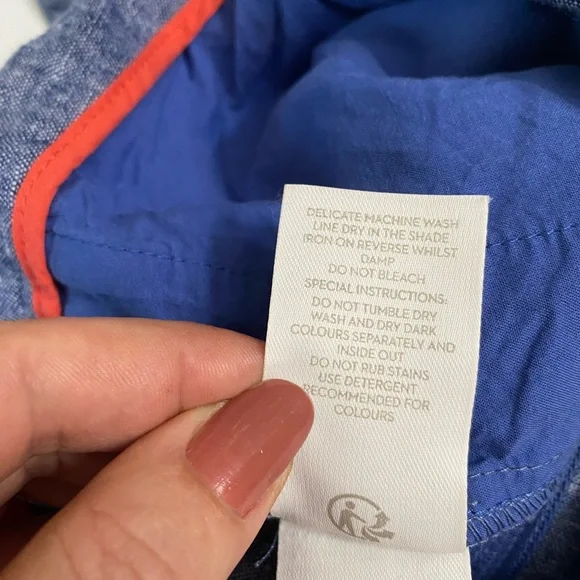 DELICATE MACHINE WASH
LINE DRY IN THE SHADE
IRON ON REVERSE WHILST
DAMP
DO NOT BLEACH
SPECIAL INSTRUCTIONS:
DO NOT TUMBLE DRY
WASH AND DRY DARK
COLOURS SEPARATELY AND
INSIDE OUT
DO NOT RUB STAINS
USE DETERGENT
RECOMMENDED FOR
COLOURS